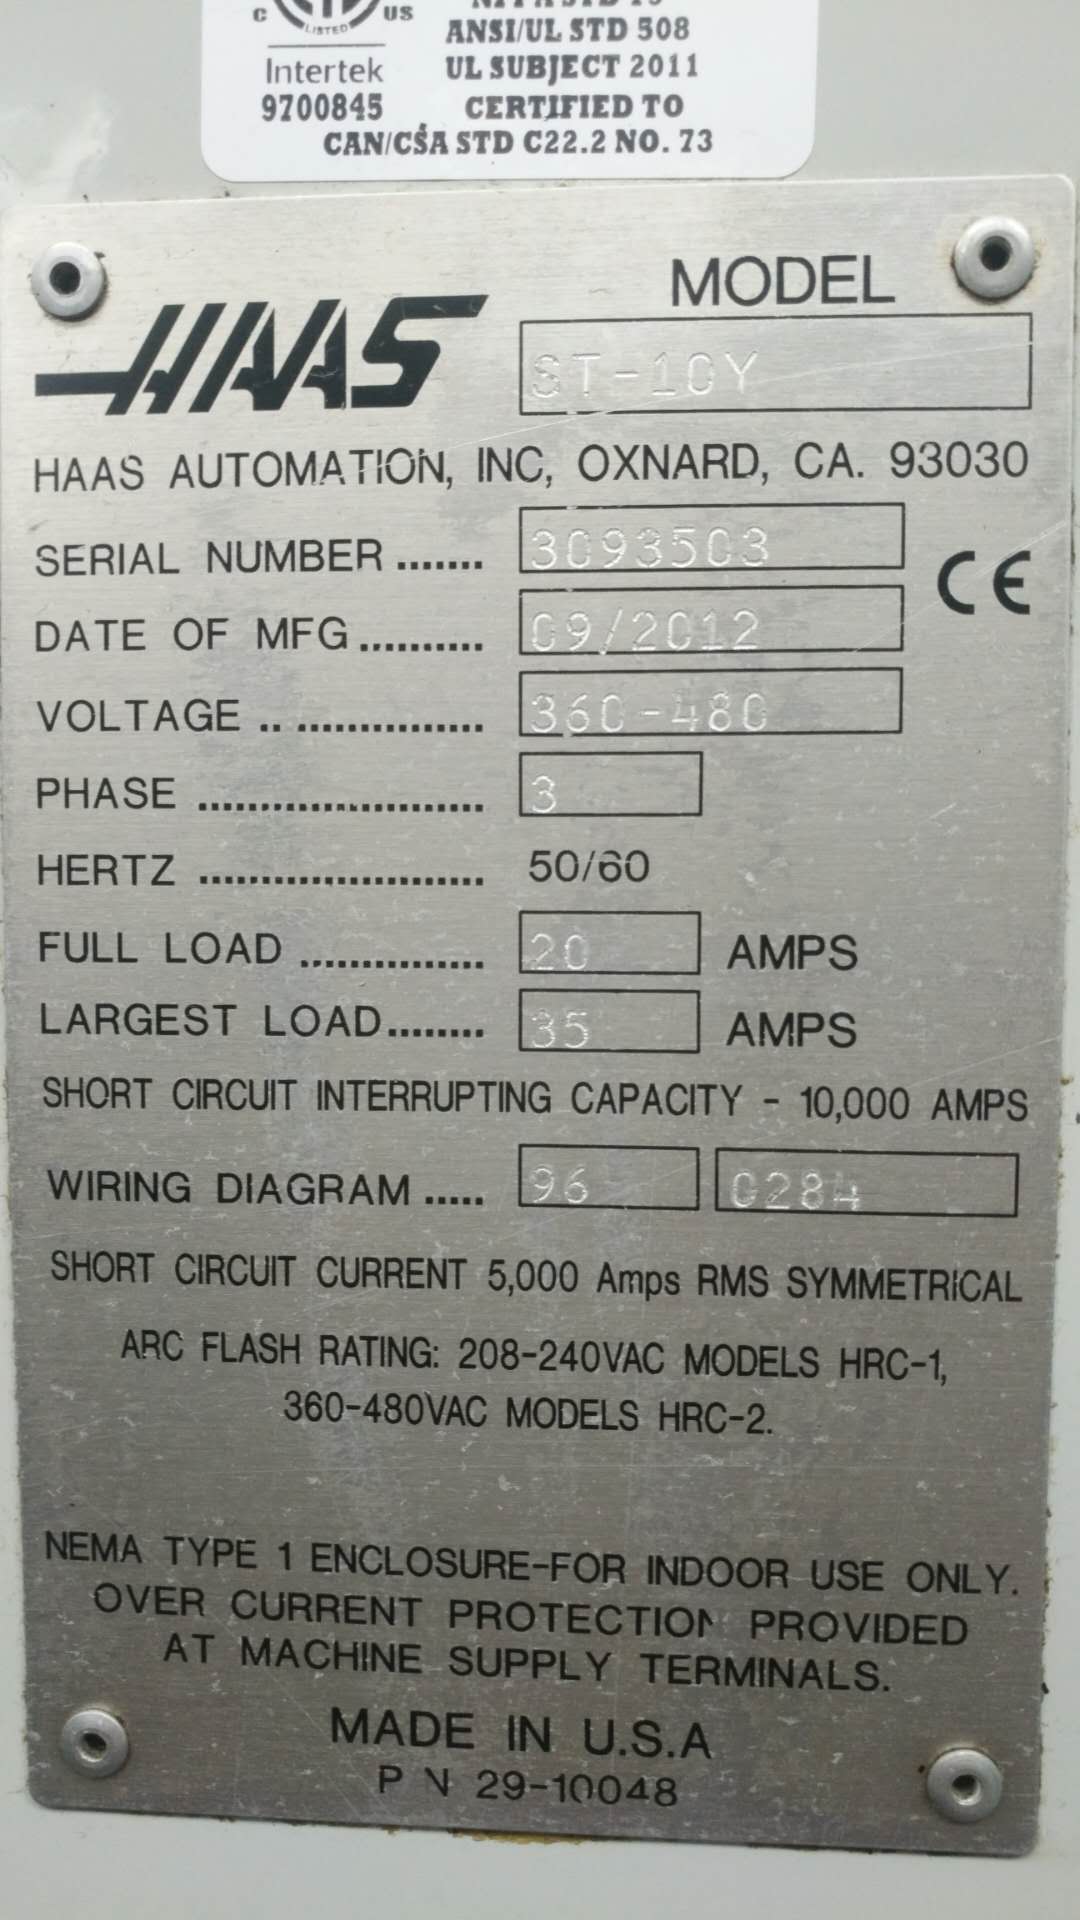 C US
LISTED
Intertek
9700845
ANSI/UL STD 508
UL SUBJECT 2011
CERTIFIED TO
CAN/CSA STD C22.2 NO. 73
HAAS
MODEL
ST-10Y
HAAS AUTOMATION, INC, OXNARD, CA. 93030
SERIAL NUMBER ....... 3093503
CE
DATE OF MFG .......... 09/2012
VOLTAGE .. ............... 360-480
PHASE ....................... 3
HERTZ ....................... 50/60
FULL LOAD ............... 20 AMPS
LARGEST LOAD........ 35 AMPS
SHORT CIRCUIT INTERRUPTING CAPACITY - 10,000 AMPS
WIRING DIAGRAM ..... 96 0284
SHORT CIRCUIT CURRENT 5,000 Amps RMS SYMMETRICAL
ARC FLASH RATING: 208-240VAC MODELS HRC-1,
360-480VAC MODELS HRC-2.
NEMA TYPE 1 ENCLOSURE-FOR INDOOR USE ONLY.
OVER CURRENT PROTECTION PROVIDED
AT MACHINE SUPPLY TERMINALS.
MADE IN U.S.A
P N 29-10048